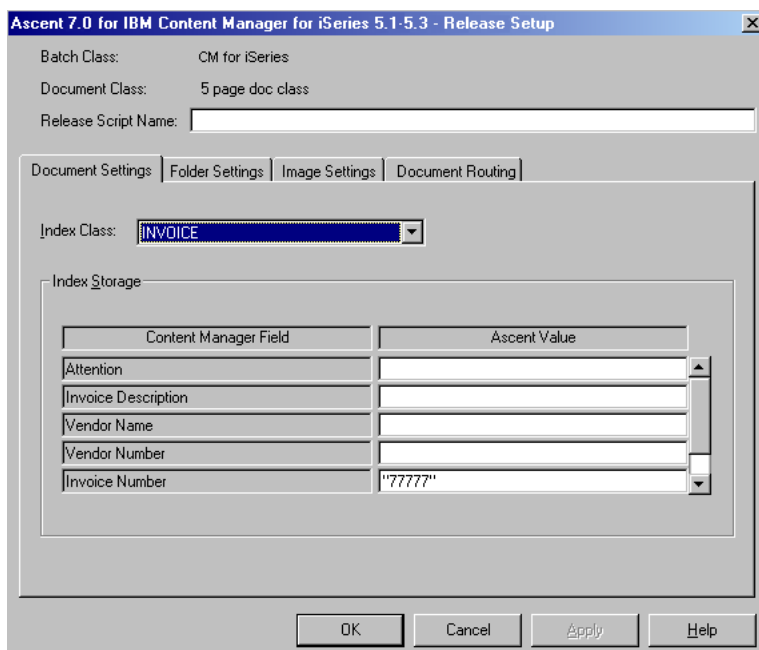 Ascent 7.0 for IBM Content Manager for iSeries 5.1-5.3 - Release Setup
Batch Class: CM for iSeries
Document Class: 5 page doc class
Release Script Name:
Document Settings Folder Settings Image Settings Document Routing
Index Class: INVOICE
Index Storage
Content Manager Field Ascent Value
Attention
Invoice Description
Vendor Name
Vendor Number
Invoice Number "77777"
OK Cancel Apply Help